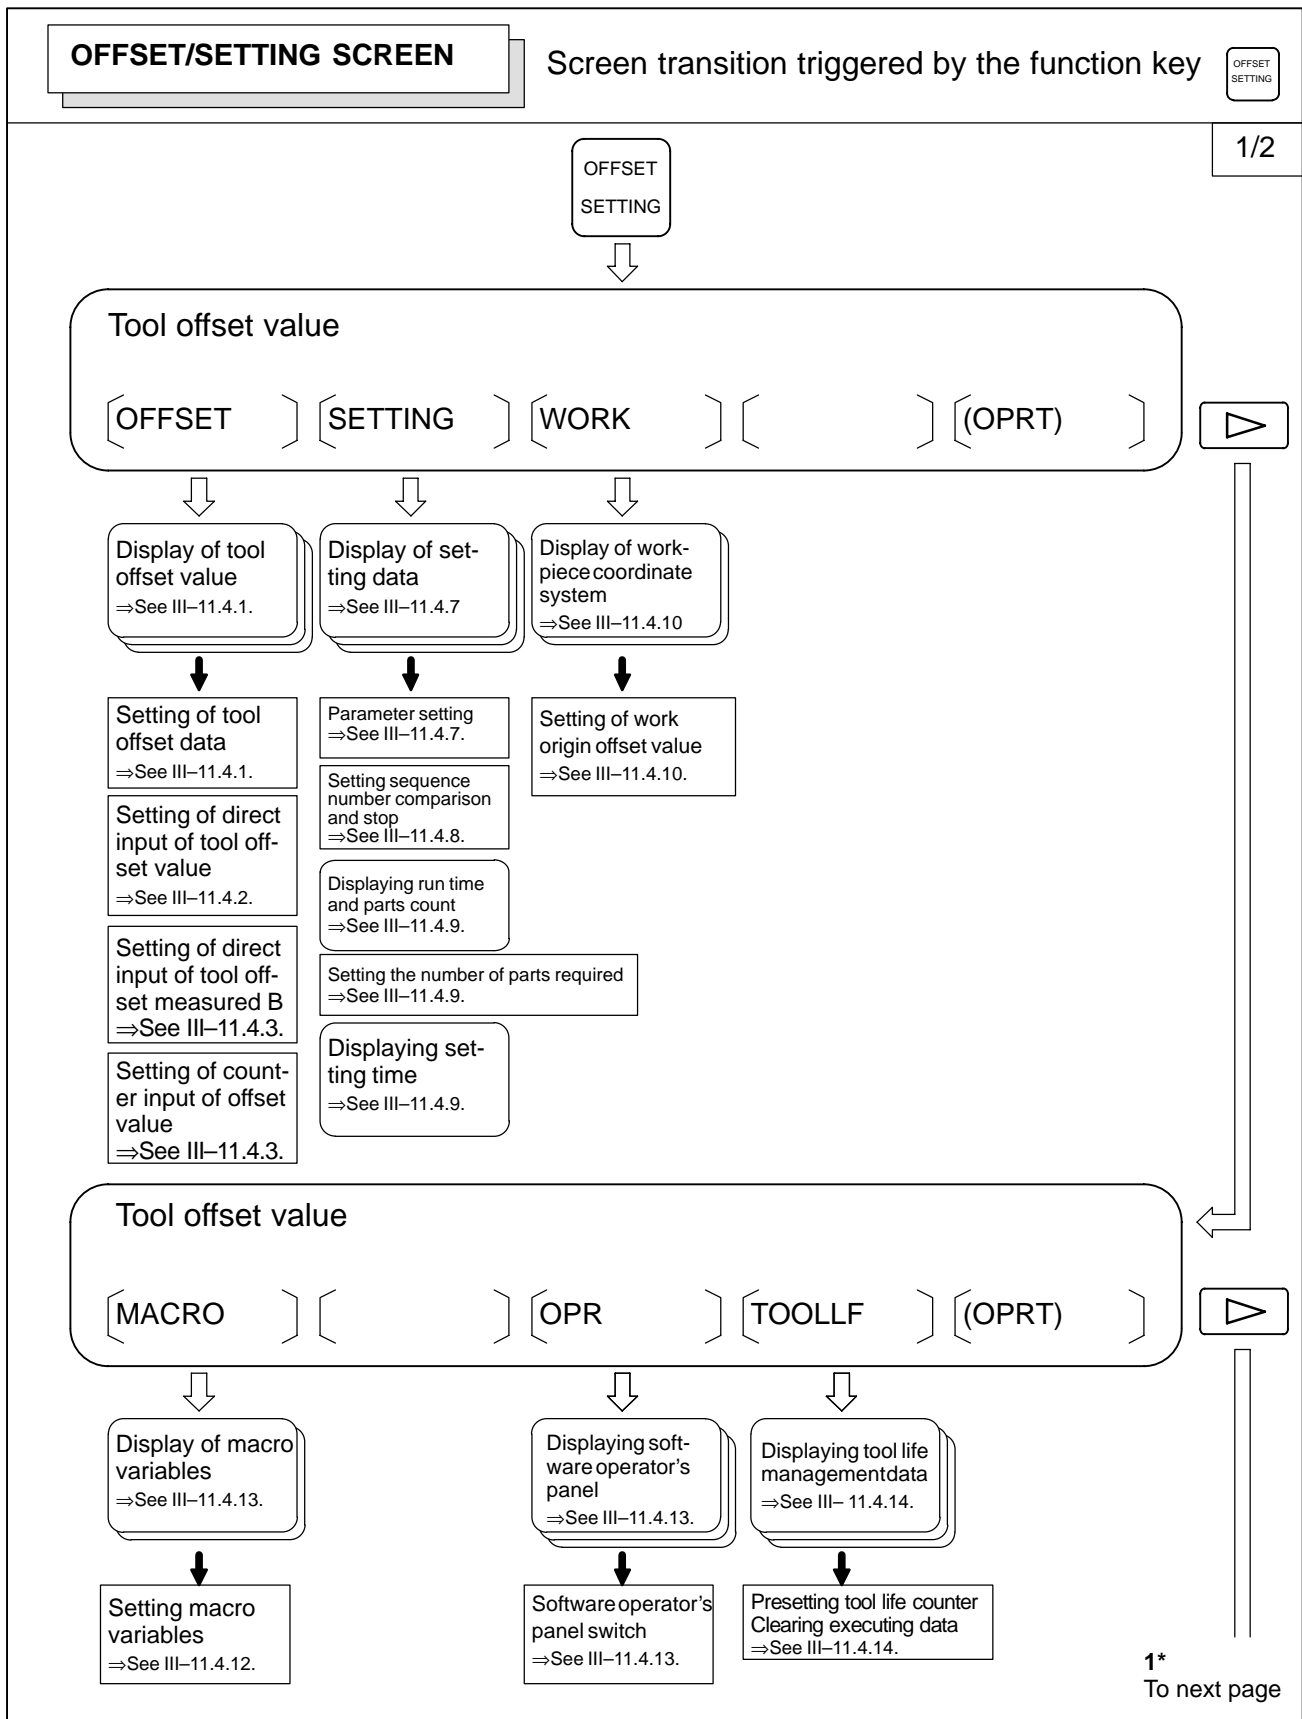 OFFSET/SETTING SCREEN
Screen transition triggered by the function key
OFFSET
SETTING
1/2
OFFSET
SETTING
Tool offset value
OFFSET
SETTING
WORK
(OPRT)
Display of tool
offset value
⇒See III–11.4.1.
Display of set-
ting data
⇒See III–11.4.7
Display of work-
piece coordinate
system
⇒See III–11.4.10
Setting of tool
offset data
⇒See III–11.4.1.
Setting of direct
input of tool off-
set value
⇒See III–11.4.2.
Setting of direct
input of tool off-
set measured B
⇒See III–11.4.3.
Setting of count-
er input of offset
value
⇒See III–11.4.3.
Parameter setting
⇒See III–11.4.7.
Setting sequence
number comparison
and stop
⇒See III–11.4.8.
Displaying run time
and parts count
⇒See III–11.4.9.
Setting the number of parts required
⇒See III–11.4.9.
Displaying set-
ting time
⇒See III–11.4.9.
Setting of work
origin offset value
⇒See III–11.4.10.
Tool offset value
MACRO
OPR
TOOLLF
(OPRT)
Display of macro
variables
⇒See III–11.4.13.
Displaying soft-
ware operator's
panel
⇒See III–11.4.13.
Displaying tool life
management data
⇒See III– 11.4.14.
Setting macro
variables
⇒See III–11.4.12.
Software operator's
panel switch
⇒See III–11.4.13.
Presetting tool life counter
Clearing executing data
⇒See III–11.4.14.
1*
To next page